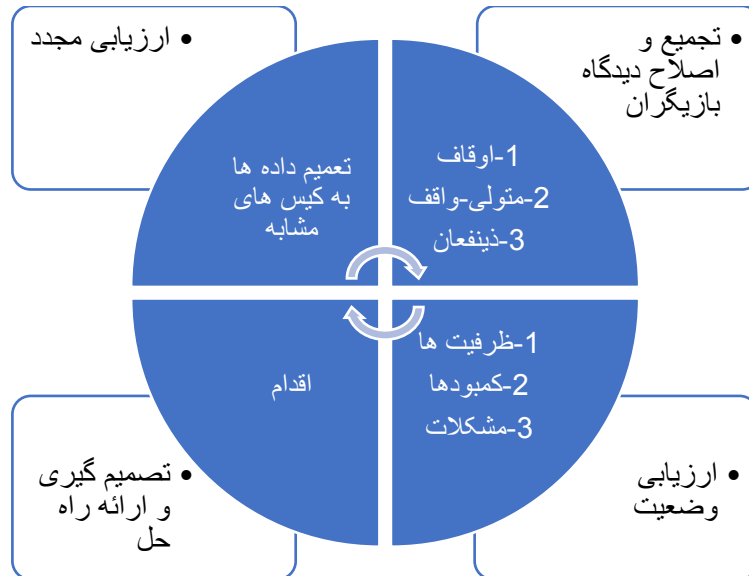 • تجمیع و
اصلاح دیدگاه
بازیگران
1-اوقاف
2-متولی-واقف
3-ذینفعان
• ارزیابی
وضعیت
1-ظرفیت ها
2-کمبودها
3-مشکلات
• تصمیم گیری
و ارائه راه
حل
اقدام
• ارزیابی مجدد
تعمیم داده ها
به کیس های
مشابه